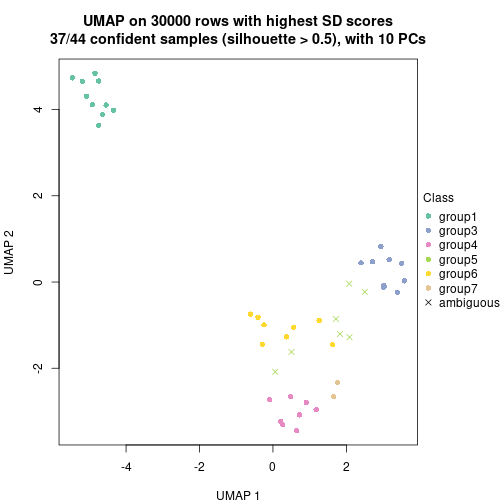 UMAP on 30000 rows with highest SD scores
37/44 confident samples (silhouette > 0.5), with 10 PCs
UMAP 2
4
2
0
-2
-4
-2
0
2
UMAP 1
Class
group1
group3
group4
group5
group6
group7
ambiguous